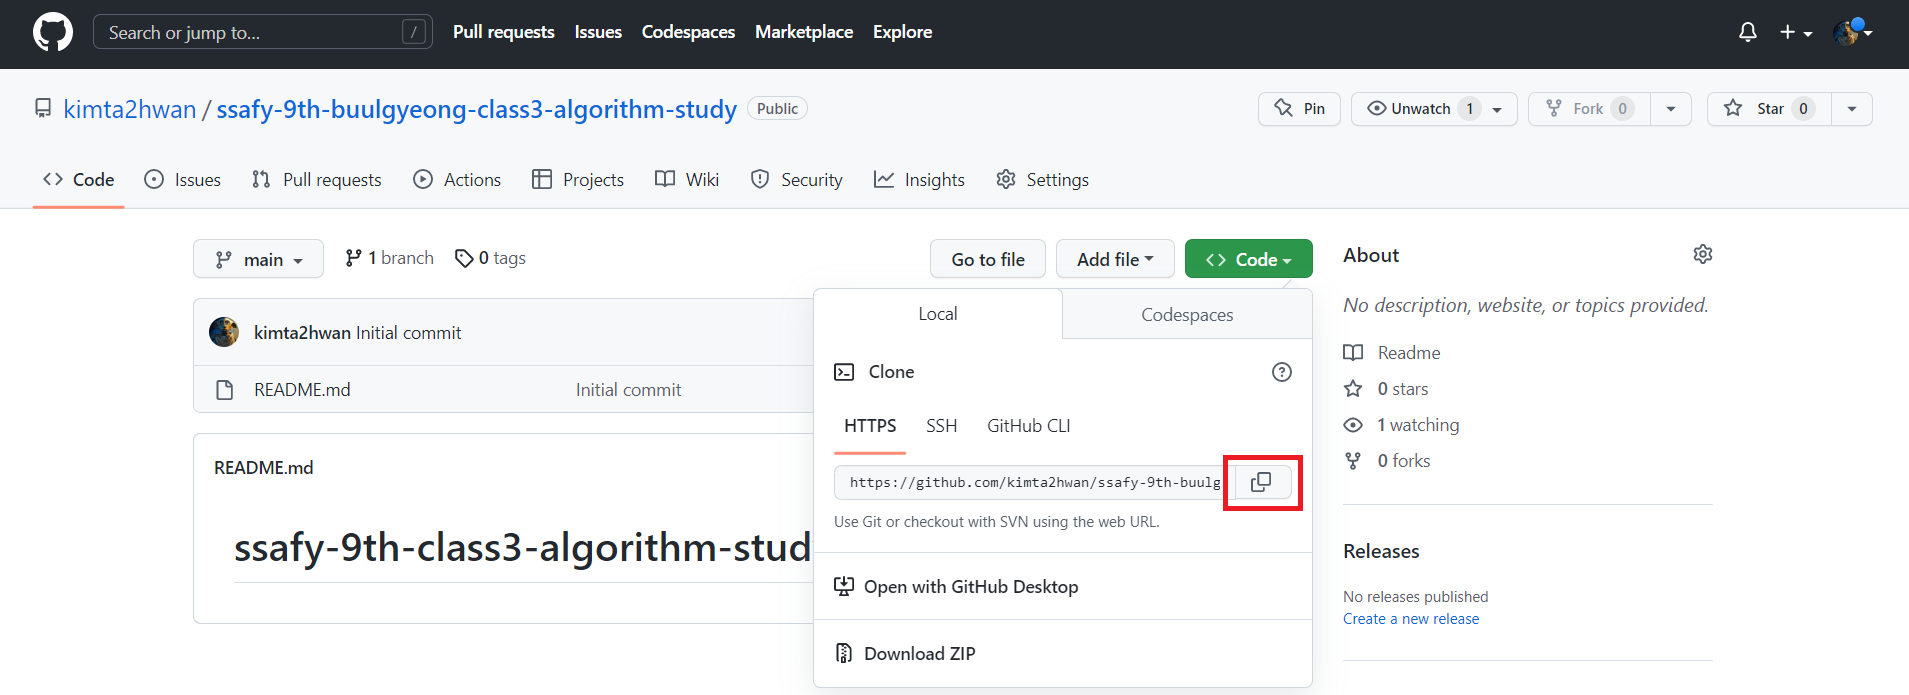 Search or jump to... /
Pull requests Issues Codespaces Marketplace Explore
kimta2hwan / ssafy-9th-buulgyeong-class3-algorithm-study Public
Pin Unwatch 1 Fork 0 Star 0
Code Issues Pull requests Actions Projects Wiki Security Insights Settings
main 1 branch 0 tags Go to file Add file Code
kimta2hwan Initial commit
README.md Initial commit
README.md
ssafy-9th-class3-algorithm-stud
Local Codespaces
Clone
HTTPS SSH GitHub CLI
https://github.com/kimta2hwan/ssafy-9th-buulg
Use Git or checkout with SVN using the web URL.
Open with GitHub Desktop
Download ZIP
About
No description, website, or topics provided.
Readme
0 stars
1 watching
0 forks
Releases
No releases published
Create a new release